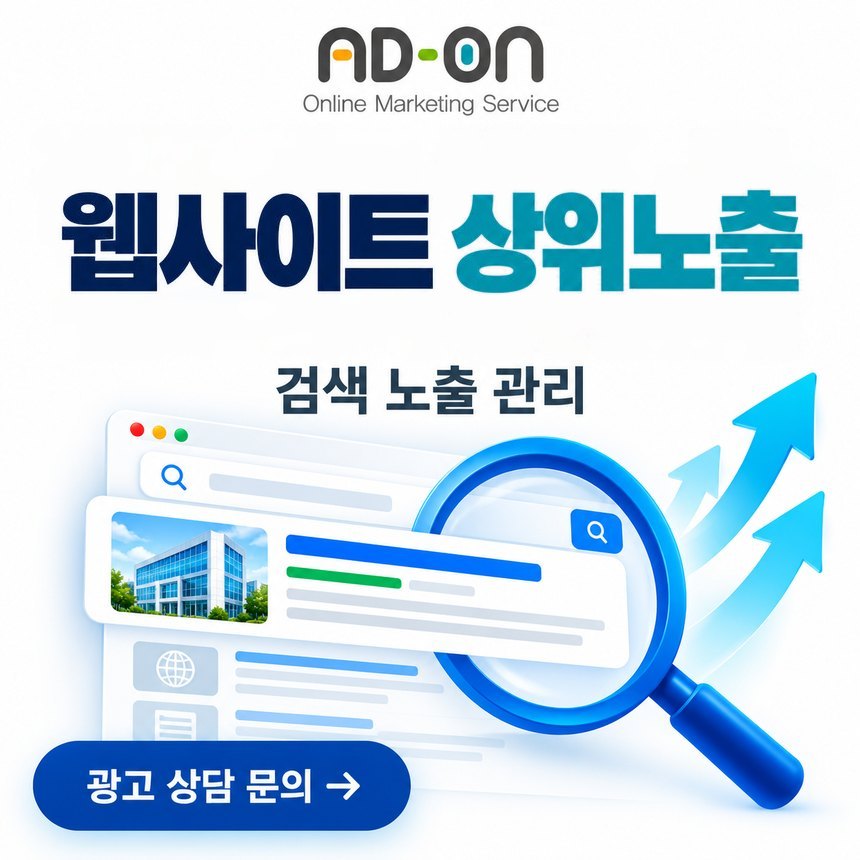 AD-ON
Online Marketing Service
웹사이트 상위노출
검색 노출 관리
광고 상담 문의 →